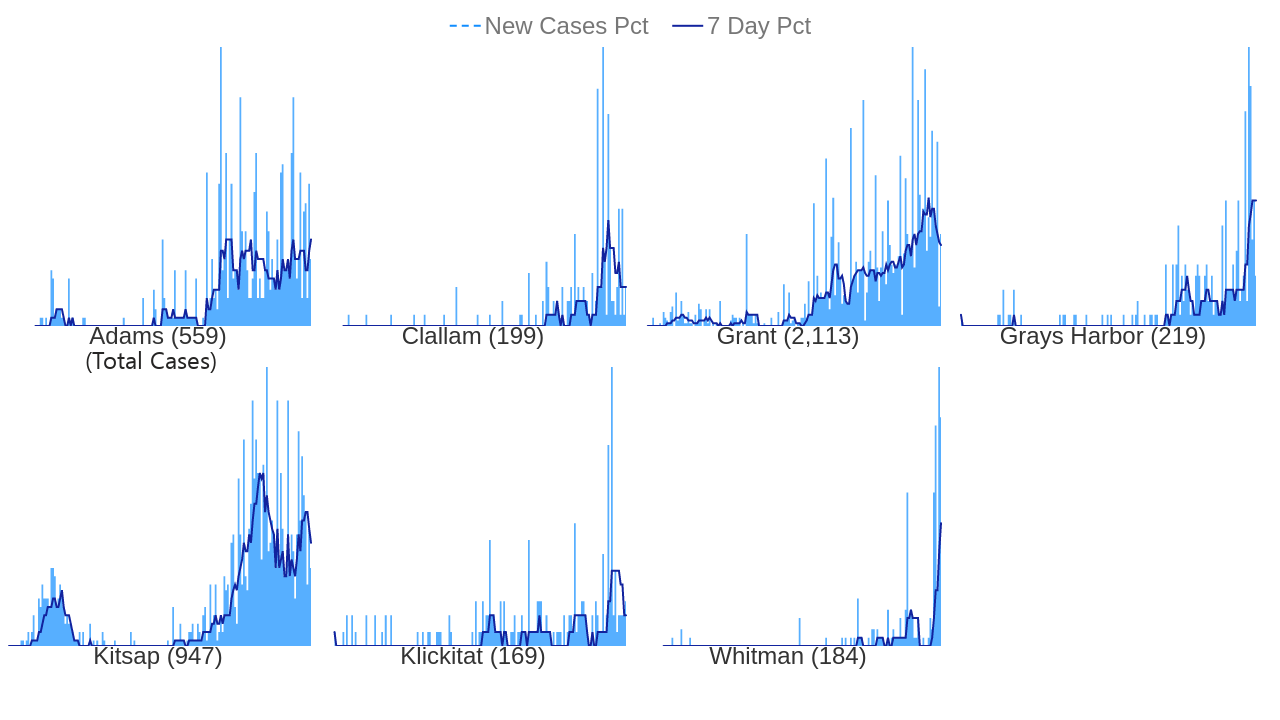 New Cases Pct 7 Day Pct
Adams (559) Clallam (199) Grant (2,113) Grays Harbor (219)
(Total Cases)
Kitsap (947) Klickitat (169) Whitman (184)